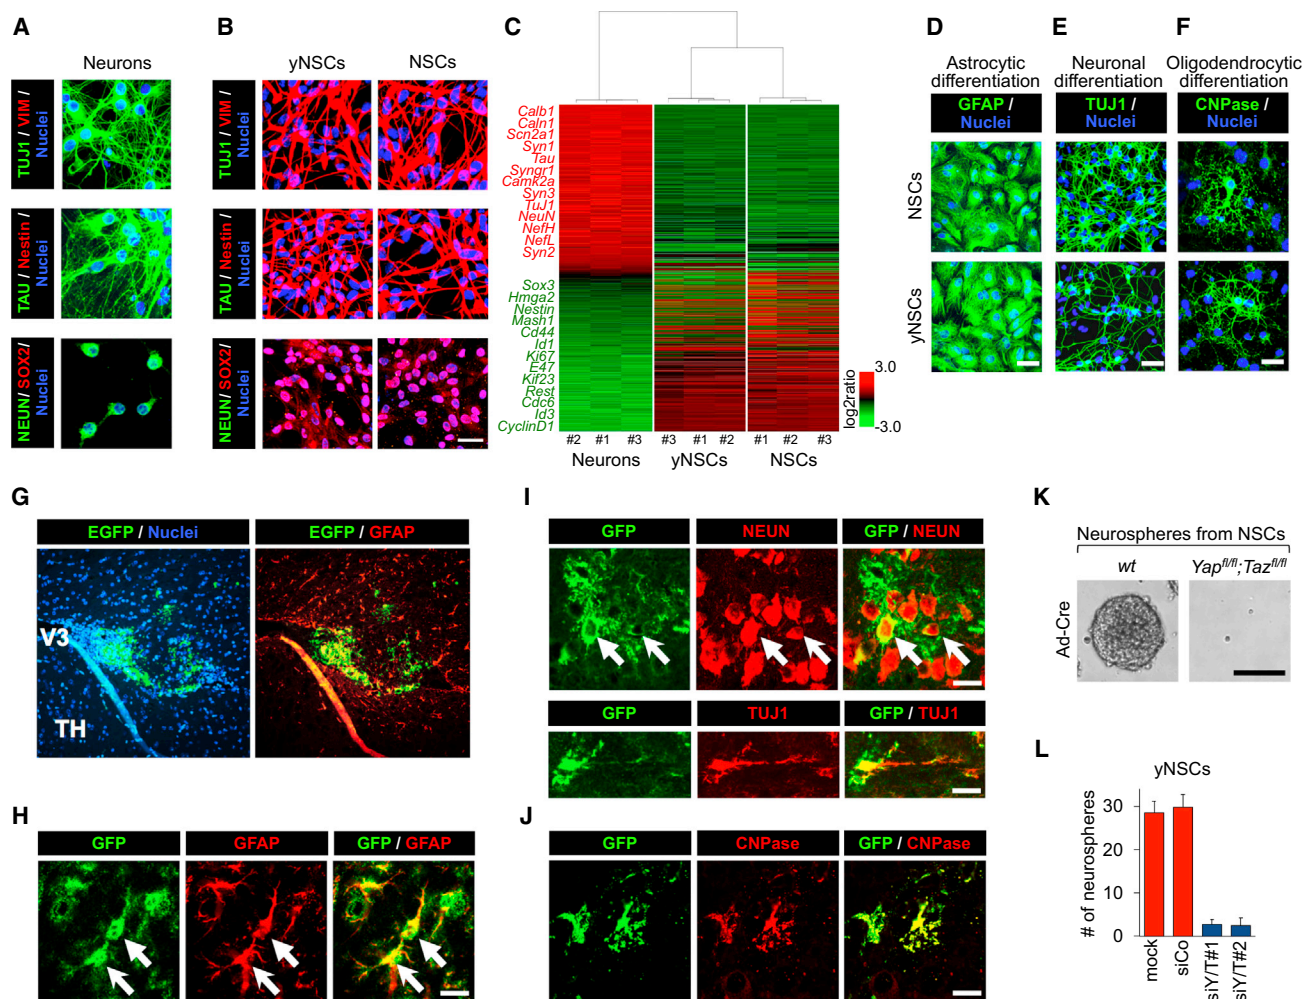 A
Neurons
TUJ1 / VIM /
Nuclei
TAU / Nestin /
Nuclei
NEUN/ SOX2/
Nuclei
B
yNSCs NSCs
TUJ1 / VIM /
Nuclei
TAU / Nestin /
Nuclei
NEUN/ SOX2/
Nuclei
C
Calb1
Caln1
Scn2a1
Syn1
Tau
Syngr1
Camk2a
Syn3
TuJ1
NeuN
NefH
NefL
Syn2
Sox3
Hmga2
Nestin
Mash1
Cd44
Id1
Ki67
E47
Kif23
Rest
Cdc6
Id3
CyclinD1
#2 #1 #3 #3 #1 #2 #1 #2 #3
Neurons yNSCs NSCs
3.0
log2ratio
-3.0
D
Astrocytic
differentiation
GFAP /
Nuclei
NSCs
yNSCs
E
Neuronal
differentiation
TUJ1 /
Nuclei
F
Oligodendrocytic
differentiation
CNPase /
Nuclei
G
EGFP / Nuclei EGFP / GFAP
V3
TH
H
GFP GFAP GFP / GFAP
I
GFP NEUN GFP / NEUN
GFP TUJ1 GFP / TUJ1
J
GFP CNPase GFP / CNPase
K
Neurospheres from NSCs
wt Yapfl/fl;Tazfl/fl
Ad-Cre
L
yNSCs
# of neurospheres
30
20
10
0
mock
siCo
siY/T#1
siY/T#2